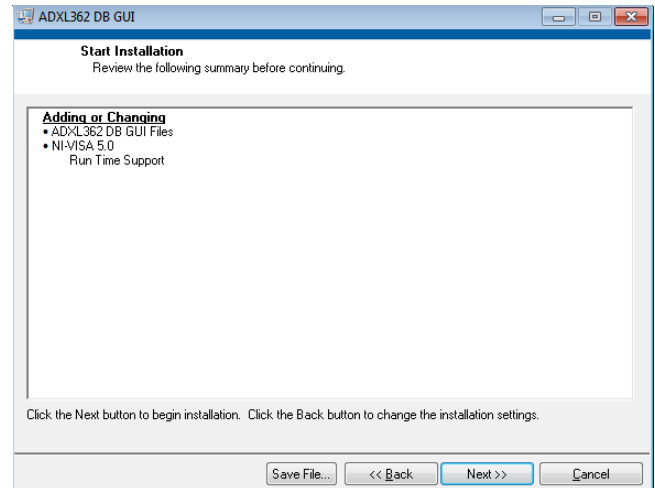 ADXL362 DB GUI
Start Installation
Review the following summary before continuing.
Adding or Changing
• ADXL362 DB GUI Files
• NI-VISA 5.0
Run Time Support
Click the Next button to begin installation. Click the Back button to change the installation settings.
Save File... << Back Next >> Cancel